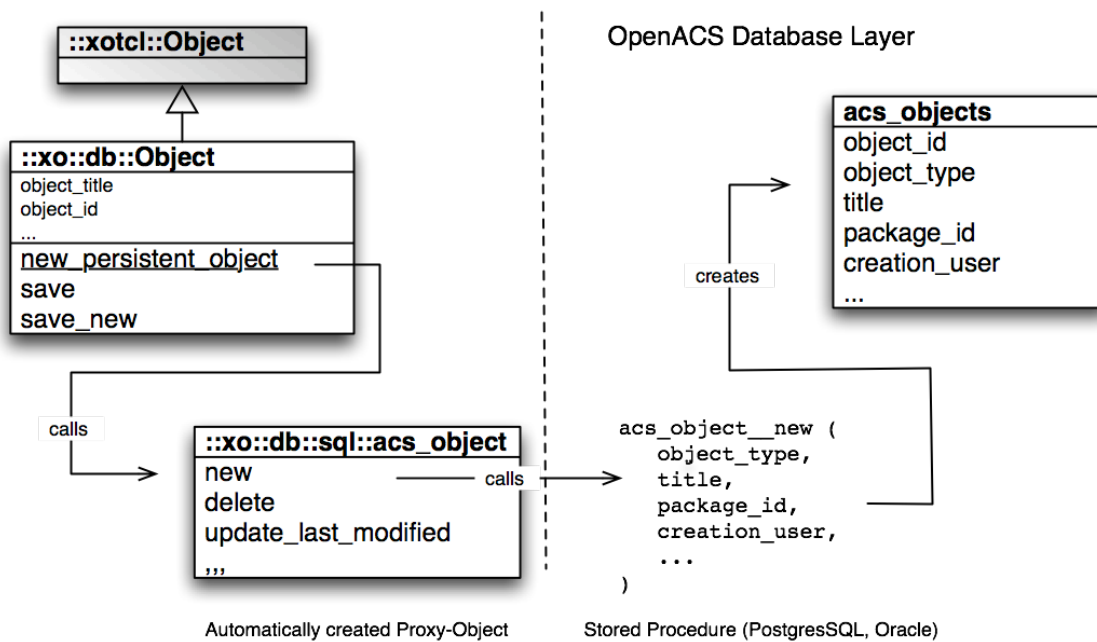 ::xotcl::Object
OpenACS Database Layer
::xo::db::Object
object_title
object_id
...
new_persistent_object
save
save_new
calls
::xo::db::sql::acs_object
new
delete
update_last_modified
,,,
calls
Automatically created Proxy-Object
acs_objects
object_id
object_type
title
package_id
creation_user
...
creates
acs_object__new (
object_type,
title,
package_id,
creation_user,
...
)
Stored Procedure (PostgresSQL, Oracle)